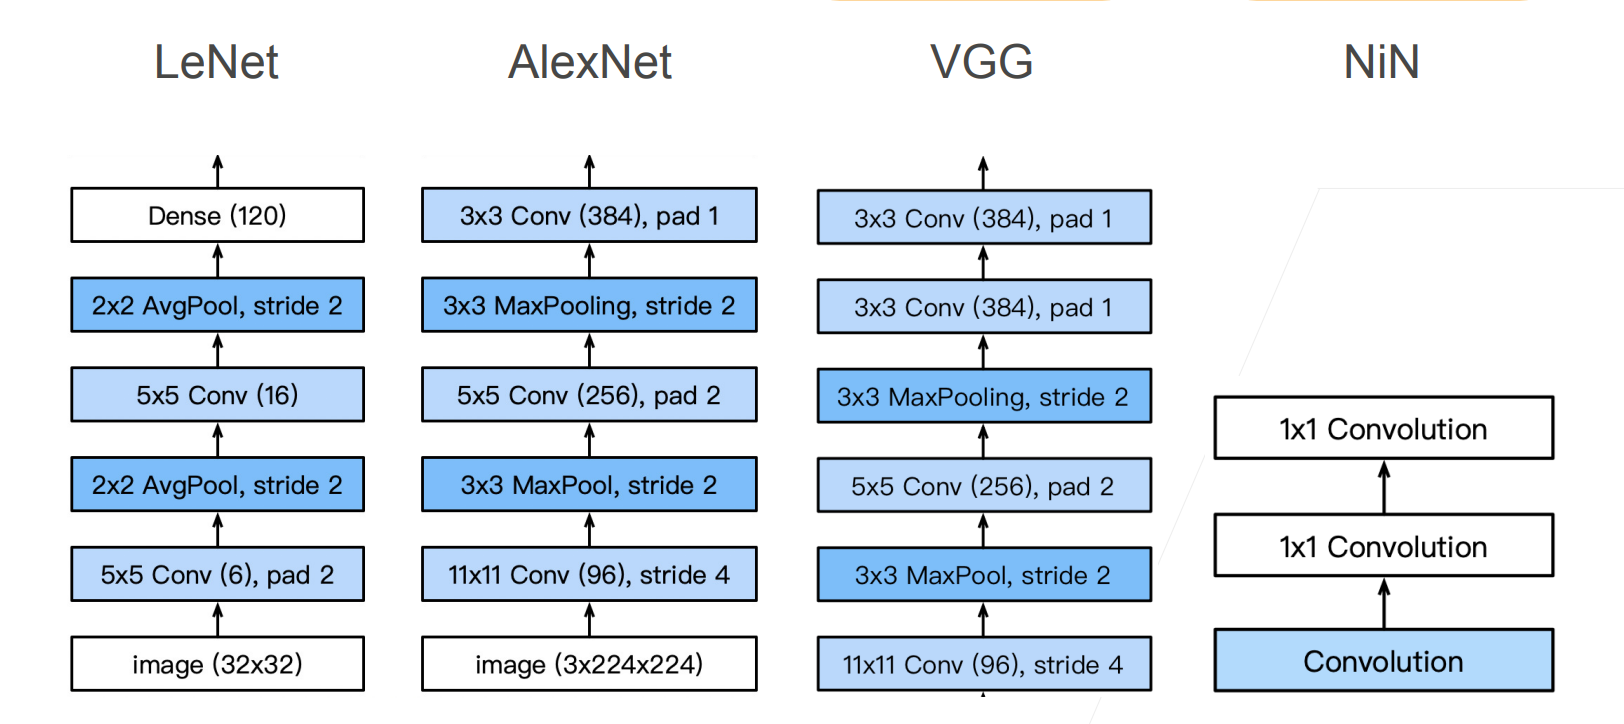 LeNet
AlexNet
VGG
NiN
Dense (120)
2x2 AvgPool, stride 2
5x5 Conv (16)
2x2 AvgPool, stride 2
5x5 Conv (6), pad 2
image (32x32)
3x3 Conv (384), pad 1
3x3 MaxPooling, stride 2
5x5 Conv (256), pad 2
3x3 MaxPool, stride 2
11x11 Conv (96), stride 4
image (3x224x224)
3x3 Conv (384), pad 1
3x3 Conv (384), pad 1
3x3 MaxPooling, stride 2
5x5 Conv (256), pad 2
3x3 MaxPool, stride 2
11x11 Conv (96), stride 4
1x1 Convolution
1x1 Convolution
Convolution